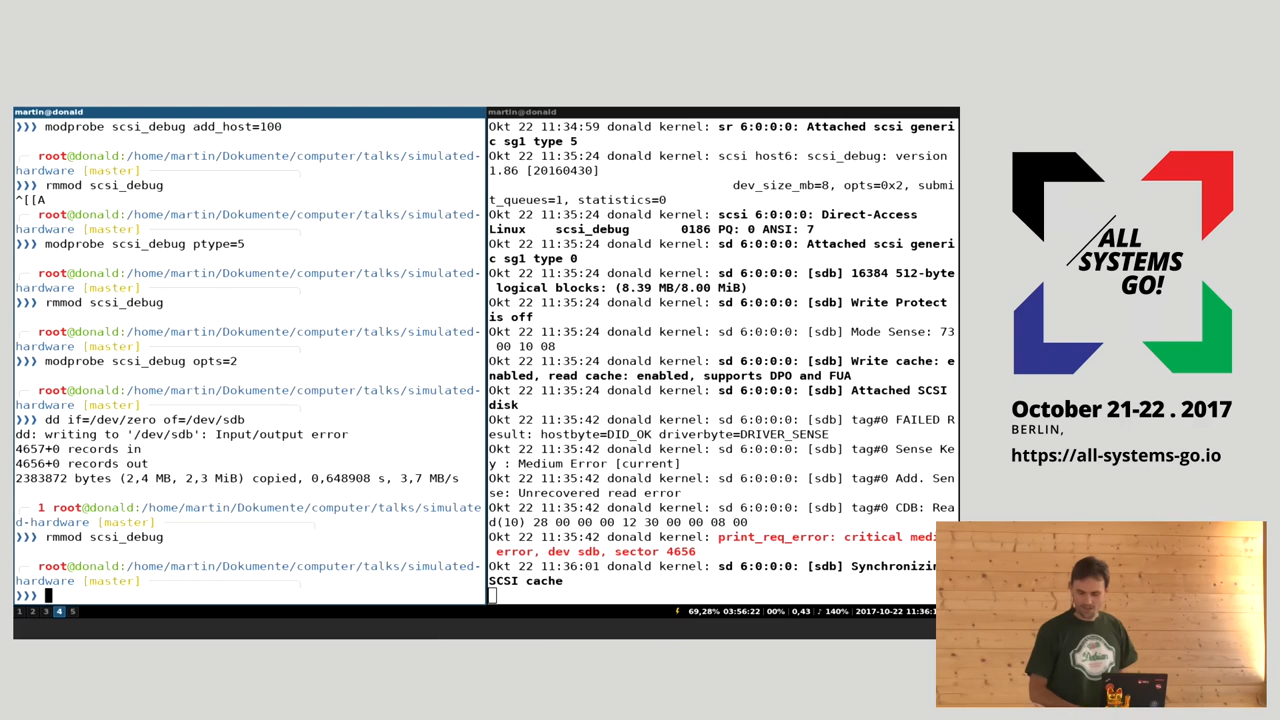 martin@donald
❱❱❱ modprobe scsi_debug add_host=100
root@donald:/home/martin/Dokumente/computer/talks/simulated-
hardware [master]
❱❱❱ rmmod scsi_debug
^[[A
root@donald:/home/martin/Dokumente/computer/talks/simulated-
hardware [master]
❱❱❱ modprobe scsi_debug ptype=5
root@donald:/home/martin/Dokumente/computer/talks/simulated-
hardware [master]
❱❱❱ rmmod scsi_debug
root@donald:/home/martin/Dokumente/computer/talks/simulated-
hardware [master]
❱❱❱ modprobe scsi_debug opts=2
root@donald:/home/martin/Dokumente/computer/talks/simulated-
hardware [master]
❱❱❱ dd if=/dev/zero of=/dev/sdb
dd: writing to '/dev/sdb': Input/output error
4657+0 records in
4656+0 records out
2383872 bytes (2,4 MB, 2,3 MiB) copied, 0,648908 s, 3,7 MB/s
1 root@donald:/home/martin/Dokumente/computer/talks/simulate
d-hardware [master]
❱❱❱ rmmod scsi_debug
root@donald:/home/martin/Dokumente/computer/talks/simulated-
hardware [master]
❱❱❱
martin@donald
Okt 22 11:34:59 donald kernel: sr 6:0:0:0: Attached scsi generi
c sg1 type 5
Okt 22 11:35:24 donald kernel: scsi host6: scsi_debug: version
1.86 [20160430]
dev_size_mb=8, opts=0x2, submi
t_queues=1, statistics=0
Okt 22 11:35:24 donald kernel: scsi 6:0:0:0: Direct-Access
Linux    scsi_debug       0186 PQ: 0 ANSI: 7
Okt 22 11:35:24 donald kernel: sd 6:0:0:0: Attached scsi generi
c sg1 type 0
Okt 22 11:35:24 donald kernel: sd 6:0:0:0: [sdb] 16384 512-byte
logical blocks: (8.39 MB/8.00 MiB)
Okt 22 11:35:24 donald kernel: sd 6:0:0:0: [sdb] Write Protect
is off
Okt 22 11:35:24 donald kernel: sd 6:0:0:0: [sdb] Mode Sense: 73
00 10 08
Okt 22 11:35:24 donald kernel: sd 6:0:0:0: [sdb] Write cache: e
nabled, read cache: enabled, supports DPO and FUA
Okt 22 11:35:24 donald kernel: sd 6:0:0:0: [sdb] Attached SCSI
disk
Okt 22 11:35:42 donald kernel: sd 6:0:0:0: [sdb] tag#0 FAILED R
esult: hostbyte=DID_OK driverbyte=DRIVER_SENSE
Okt 22 11:35:42 donald kernel: sd 6:0:0:0: [sdb] tag#0 Sense Ke
y : Medium Error [current]
Okt 22 11:35:42 donald kernel: sd 6:0:0:0: [sdb] tag#0 Add. Sen
se: Unrecovered read error
Okt 22 11:35:42 donald kernel: sd 6:0:0:0: [sdb] tag#0 CDB: Rea
d(10) 28 00 00 00 12 30 00 00 08 00
Okt 22 11:35:42 donald kernel: print_req_error: critical medi
error, dev sdb, sector 4656
Okt 22 11:36:01 donald kernel: sd 6:0:0:0: [sdb] Synchronizin
SCSI cache
1 2 3 4 5
69,28% 03:56:22 00% 0,43 ♪ 140% 2017-10-22 11:36:1
ALL
SYSTEMS
GO!
October 21-22 . 2017
BERLIN,
https://all-systems-go.io
Debian